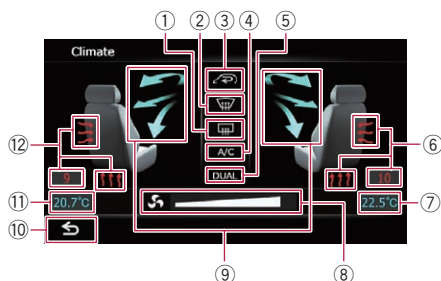 ① ② ③ ④ ⑤
Climate
A/C
DUAL
⑫ ⑥
9 10
⑪ 20.7°C 22.5°C ⑦
⑩
⑨ ⑧